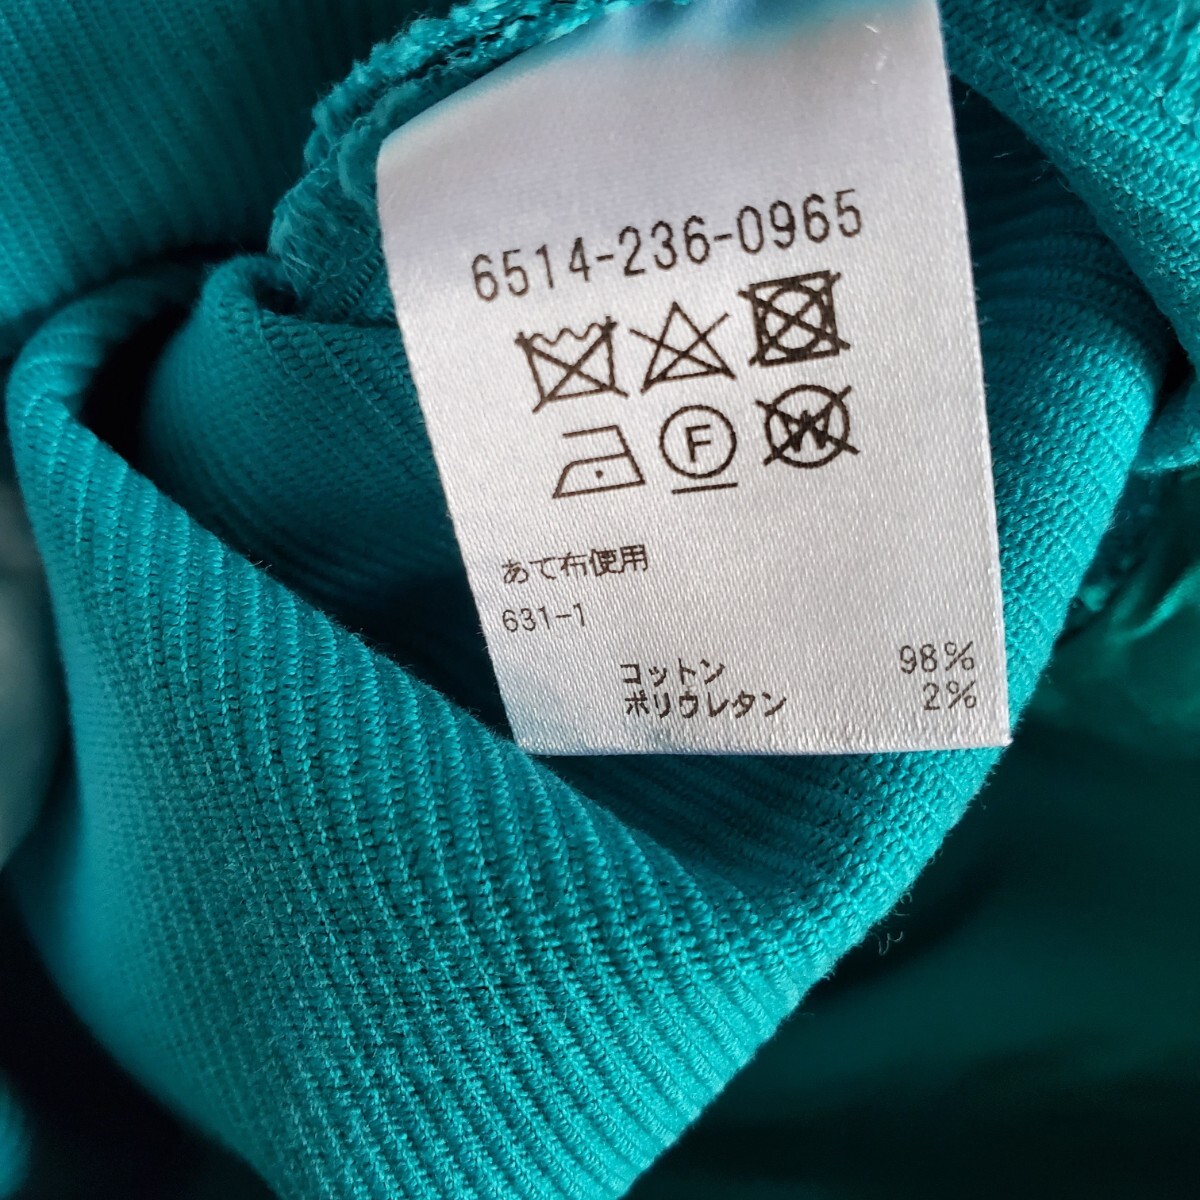 6514-236-0965
F
W
あて布使用
631-1
コットン 98%
ポリウレタン 2%